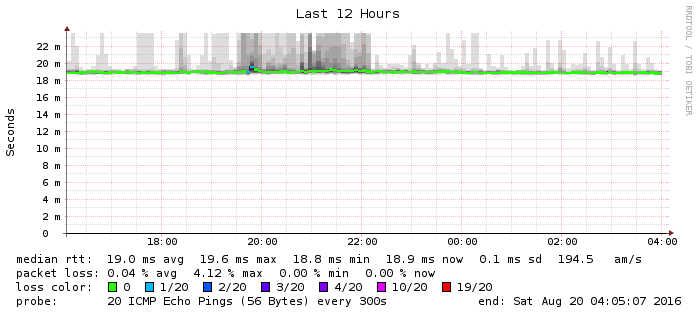 Last 12 Hours
RRDTOOL / TOBI OETIKER
Seconds
22 m
20 m
18 m
16 m
14 m
12 m
10 m
8 m
6 m
4 m
2 m
0
18:00 20:00 22:00 00:00 02:00 04:00
median rtt: 19.0 ms avg 19.6 ms max 18.8 ms min 18.9 ms now 0.1 ms sd 194.5 am/s
packet loss: 0.04 % avg 4.12 % max 0.00 % min 0.00 % now
loss color: 0 1/20 2/20 3/20 4/20 10/20 19/20
probe: 20 ICMP Echo Pings (56 Bytes) every 300s end: Sat Aug 20 04:05:07 2016